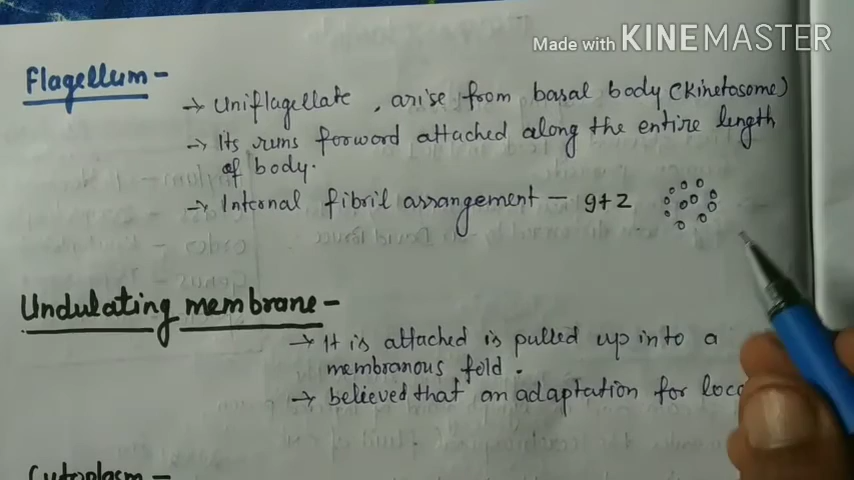 Made with KINEMASTER
Flagellum -
→ Uniflagellate, arise from basal body (Kinetosome)
→ Its runs forword attached along the entire length
of body.
→ Internal fibril arrangement - 9+2
Undulating membrane -
→ It is attached is pulled up into a
membranous fold.
→ believed that an adaptation for loco
Cytoplasm -